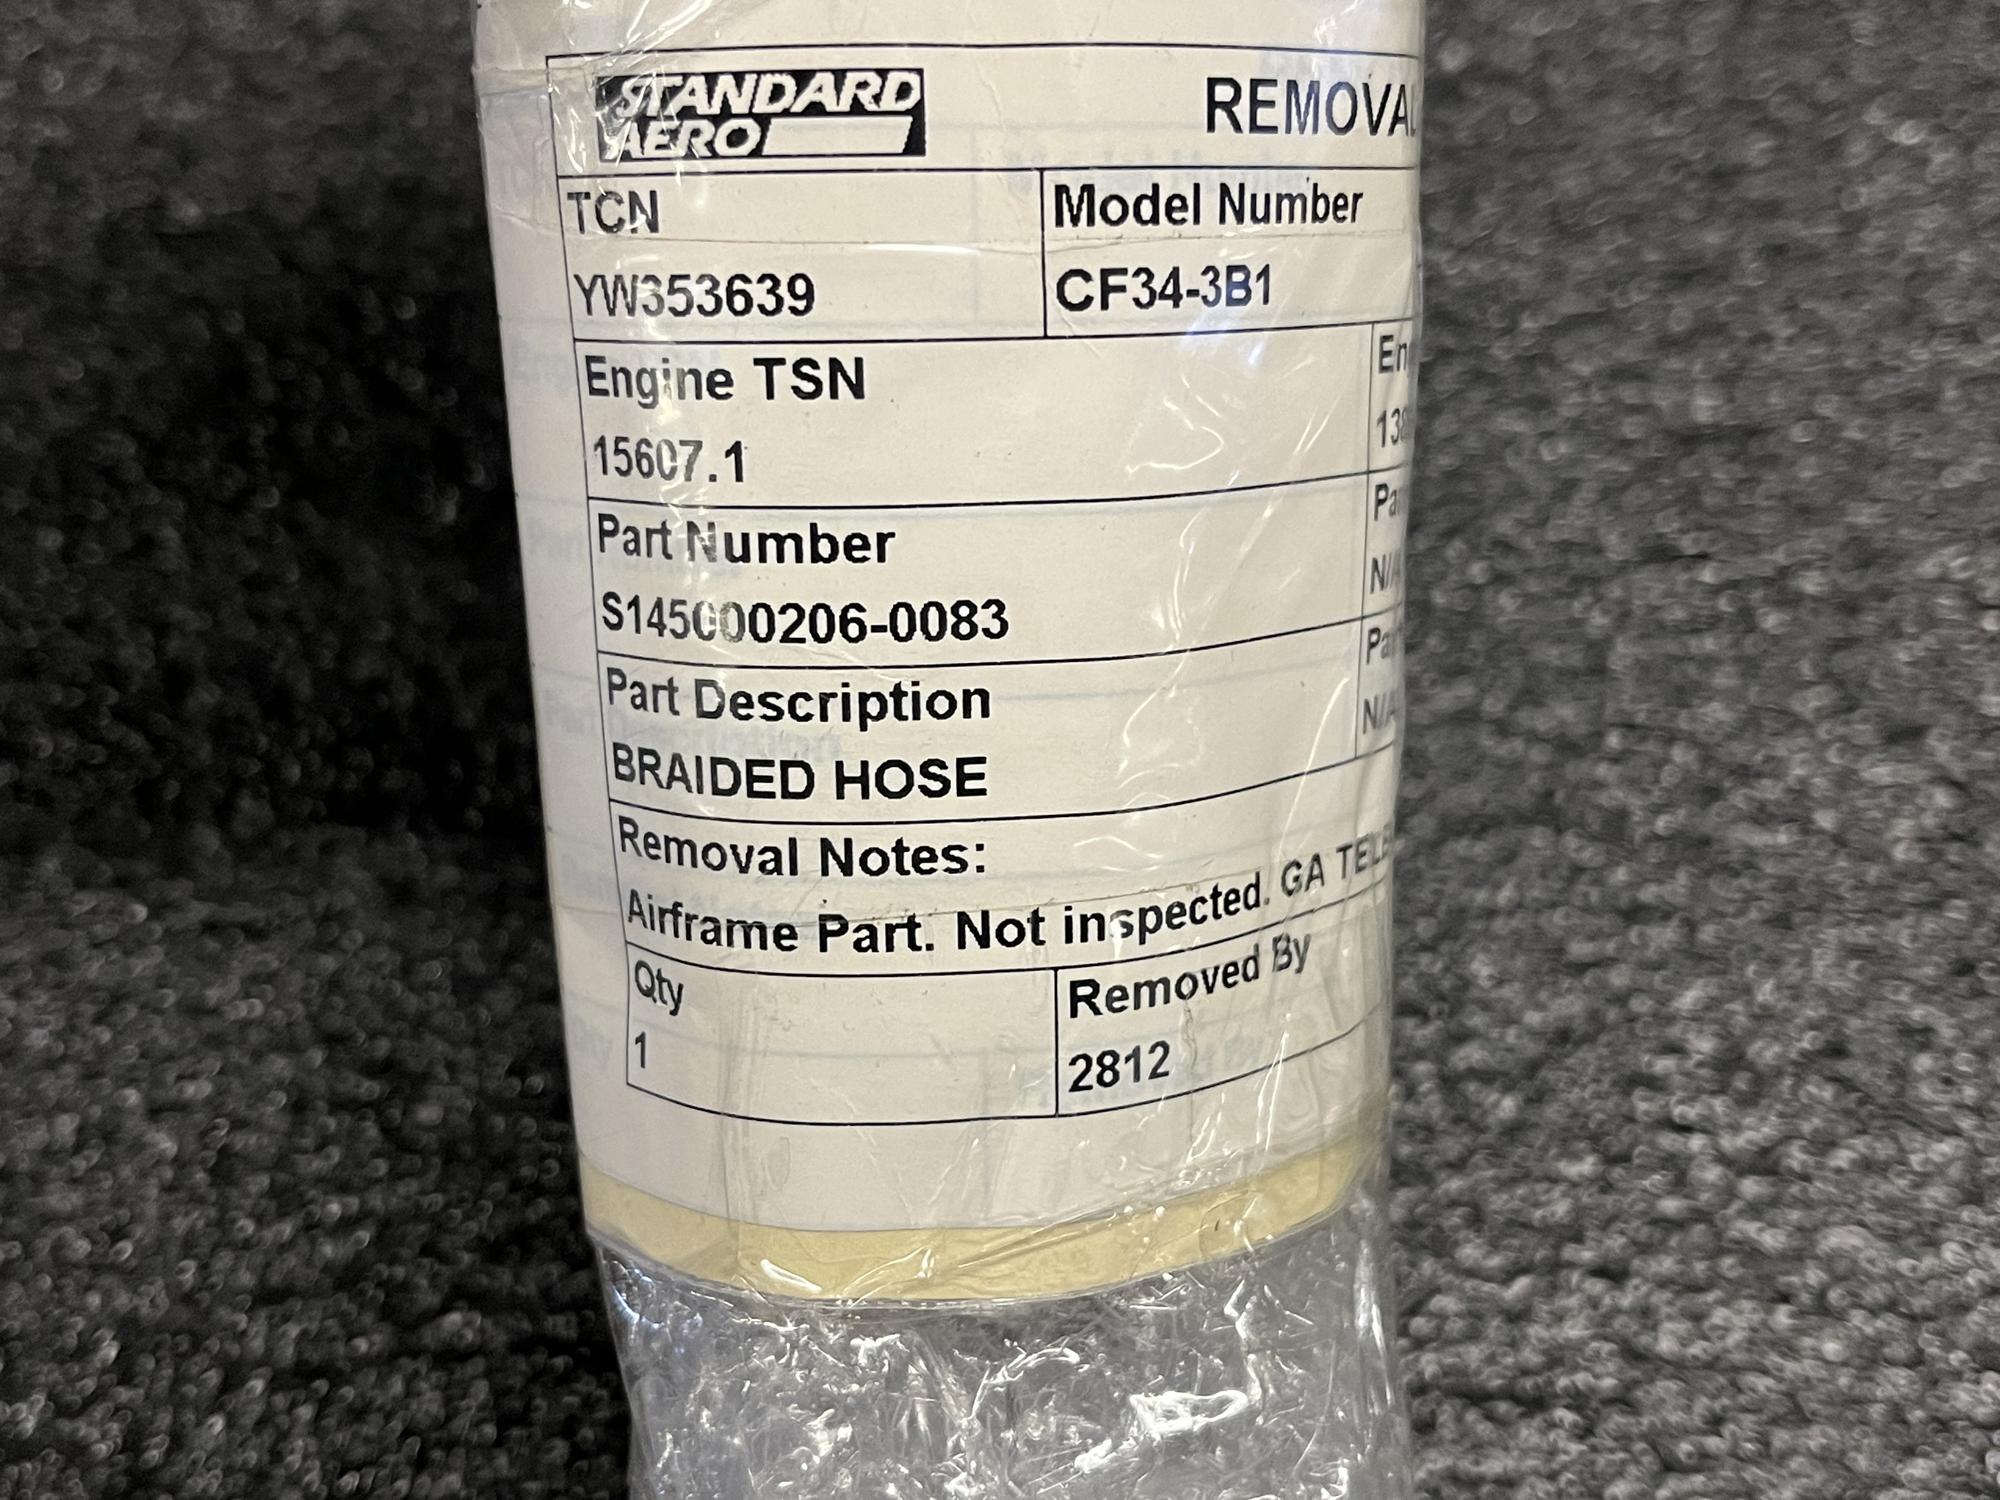 STANDARD
AERO
REMOVAL
TCN
Model Number
YW353639
CF34-3B1
Engine TSN
15607.1
Part Number
S145000206-0083
Part Description
BRAIDED HOSE
N/A
Removal Notes:
Airframe Part. Not inspected. GA
Qty
Removed By
1
2812